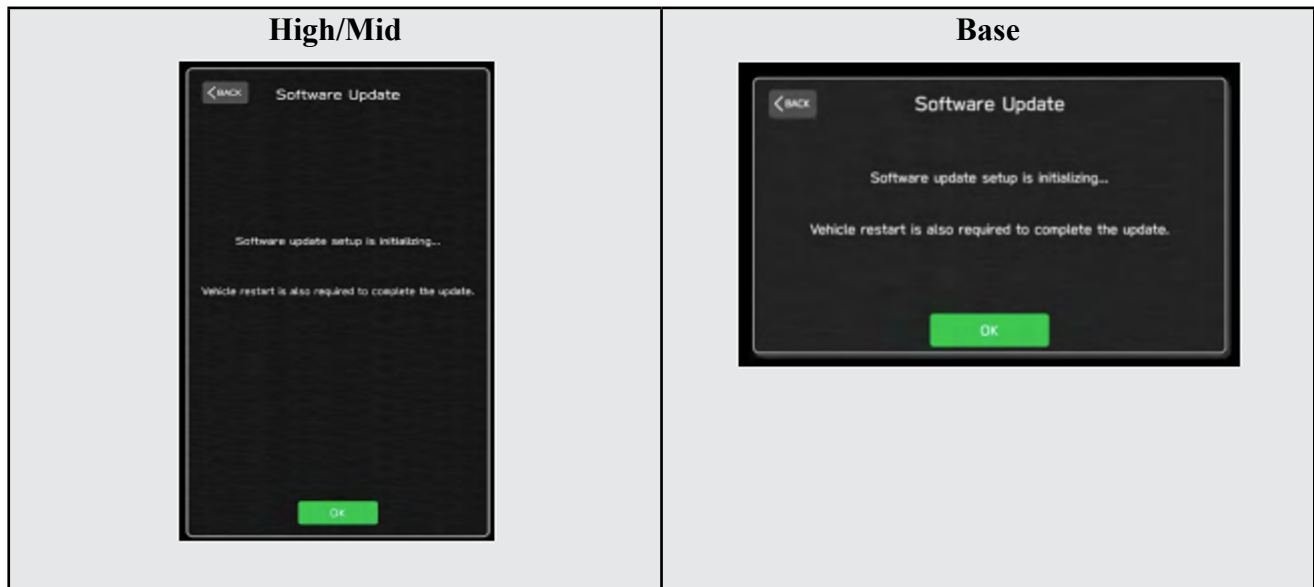 High/Mid
< BACK
Software Update
Software update setup is initializing...
Vehicle restart is also required to complete the update.
OK
Base
< BACK
Software Update
Software update setup is initializing...
Vehicle restart is also required to complete the update.
OK